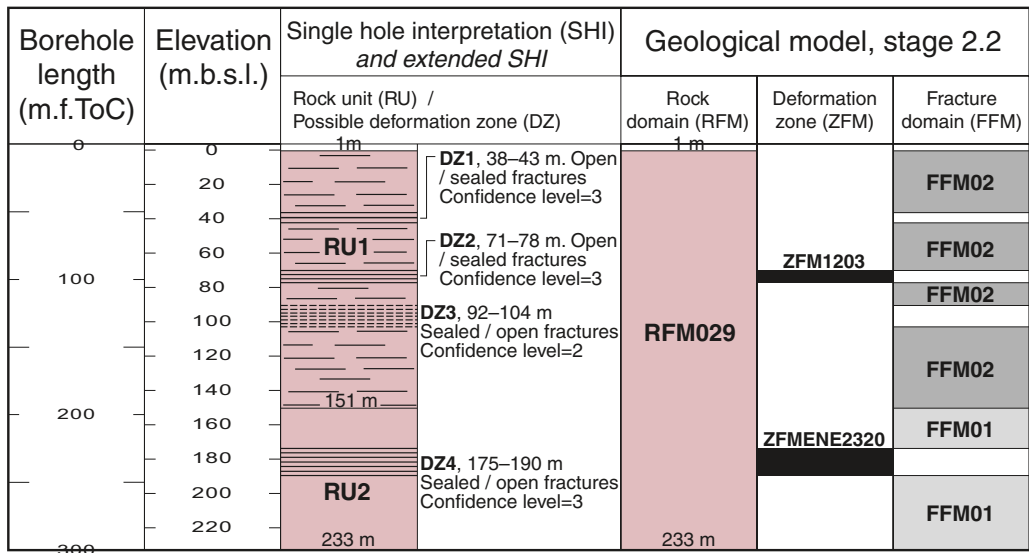 Borehole
length
(m.f.ToC)
Elevation
(m.b.s.l.)
Single hole interpretation (SHI)
and extended SHI
Geological model, stage 2.2
Rock unit (RU) /
Possible deformation zone (DZ)
Rock
domain (RFM)
Deformation
zone (ZFM)
Fracture
domain (FFM)
0
100
200
300
0
20
40
60
80
100
120
140
160
180
200
220
1m
RU1
151 m
RU2
233 m
DZ1, 38–43 m. Open
/ sealed fractures
Confidence level=3
DZ2, 71–78 m. Open
/ sealed fractures
Confidence level=3
DZ3, 92–104 m
Sealed / open fractures
Confidence level=2
DZ4, 175–190 m
Sealed / open fractures
Confidence level=3
1 m
RFM029
233 m
ZFM1203
ZFMENE2320
FFM02
FFM02
FFM02
FFM02
FFM01
FFM01